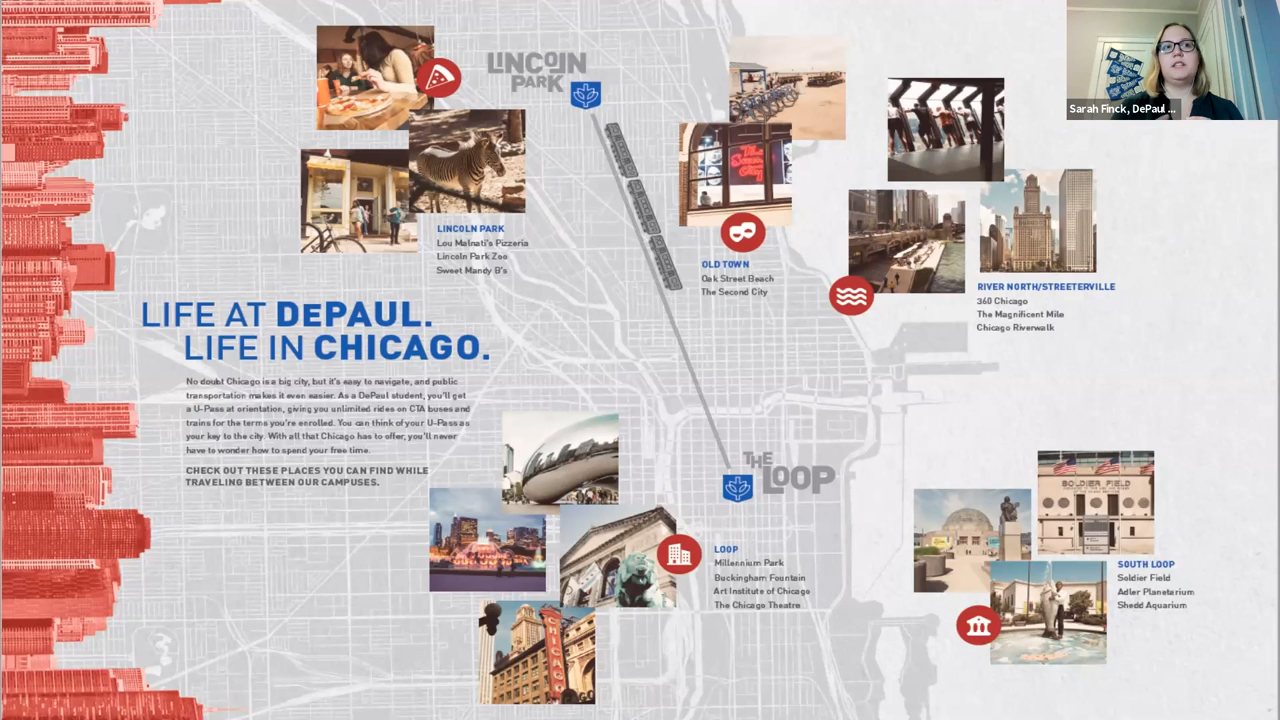 LINCOLN
PARK
Sarah Finck, DePaul ...
LINCOLN PARK
Lou Malnati's Pizzeria
Lincoln Park Zoo
Sweet Mandy B's
The Second City
OLD TOWN
Oak Street Beach
The Second City
RIVER NORTH/STREETERVILLE
360 Chicago
The Magnificent Mile
Chicago Riverwalk
LIFE AT DEPAUL.
LIFE IN CHICAGO.
No doubt Chicago is a big city, but it's easy to navigate, and public
transportation makes it even easier. As a DePaul student, you'll get
a U-Pass at orientation, giving you unlimited rides on CTA buses and
trains for the terms you're enrolled. You can think of your U-Pass as
your key to the city. With all that Chicago has to offer, you'll never
have to wonder how to spend your free time.
CHECK OUT THESE PLACES YOU CAN FIND WHILE
TRAVELING BETWEEN OUR CAMPUSES.
THE
LOOP
LOOP
Millennium Park
Buckingham Fountain
Art Institute of Chicago
The Chicago Theatre
CHICAGO
SOLDIER FIELD
SOUTH LOOP
Soldier Field
Adler Planetarium
Shedd Aquarium